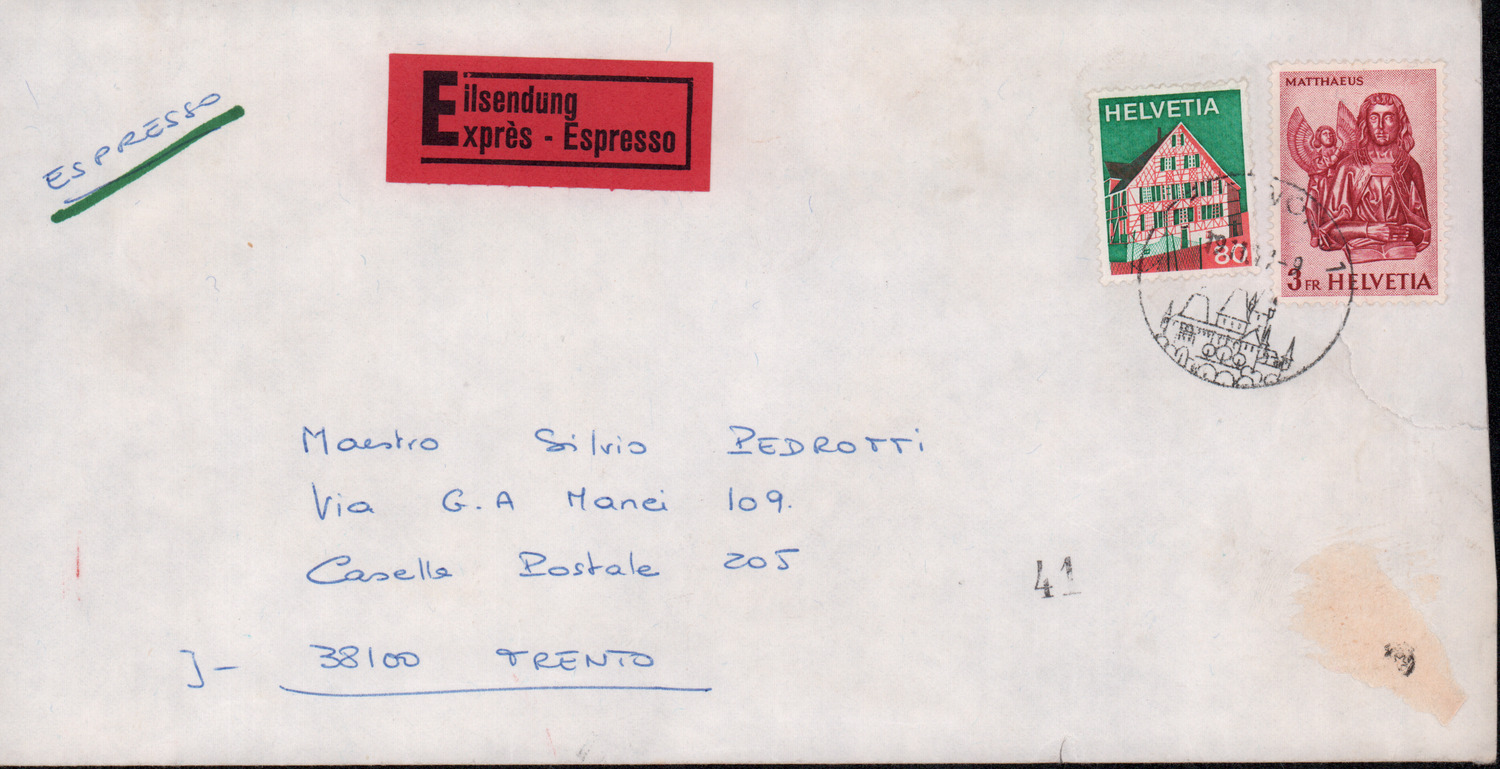 ESPRESSO
Eilsendung
Exprès - Espresso
HELVETIA
80
MATTHAEUS
3 FR HELVETIA
Maestro Silvio PEDROTTI
Via G.A Manci 109.
Casella Postale 205
I- 38100 TRENTO
41